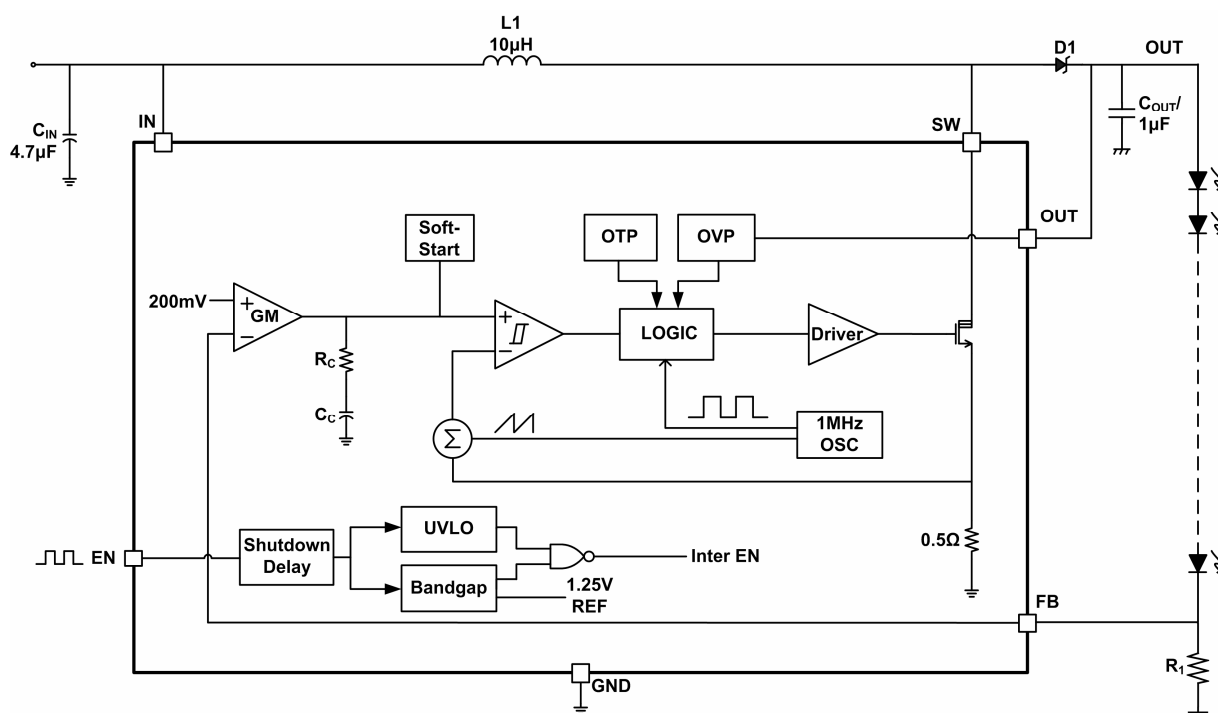 L1
10µH
D1
OUT
CIN
4.7µF
IN
SW
COUT/
1µF
OUT
Soft-
Start
OTP
OVP
200mV
+
GM
−
+
−
LOGIC
Driver
RC
CC
Σ
1MHz
OSC
0.5Ω
EN
Shutdown
Delay
UVLO
Bandgap
1.25V
REF
Inter EN
FB
R1
GND